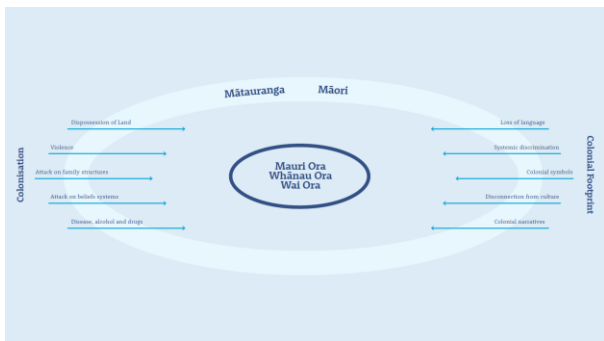 Mātauranga Māori
Dispossession of Land
Violence
Attack on family structures
Attack on beliefs systems
Disease, alcohol and drugs
Colonisation
Mauri Ora
Whānau Ora
Wai Ora
Loss of language
Systemic discrimination
Colonial symbols
Disconnection from culture
Colonial narratives
Colonial Footprint